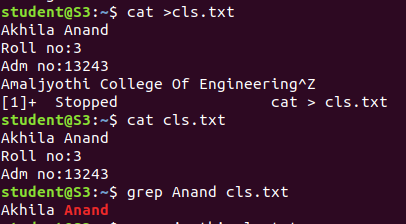 student@S3:~$ cat >cls.txt
Akhila Anand
Roll no:3
Adm no:13243
Amaljyothi College Of Engineering^Z
[1]+  Stopped                 cat > cls.txt
student@S3:~$ cat cls.txt
Akhila Anand
Roll no:3
Adm no:13243
student@S3:~$ grep Anand cls.txt
Akhila Anand